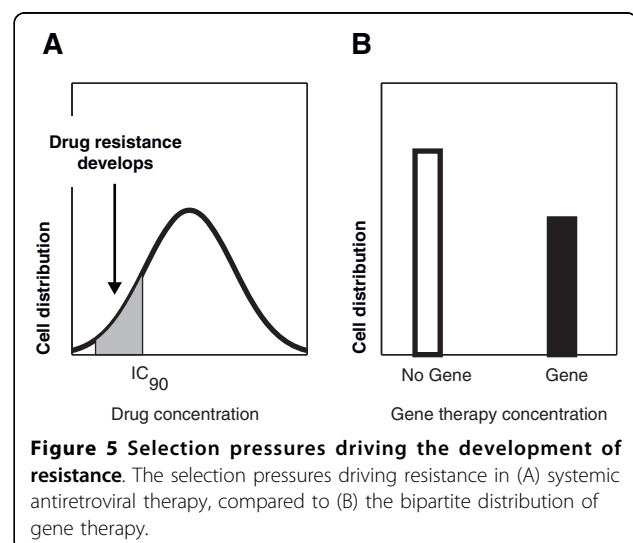 A
B
Drug resistance
develops
Cell distribution
IC90
Drug concentration
Cell distribution
No Gene
Gene
Gene therapy concentration
Figure 5 Selection pressures driving the development of
resistance. The selection pressures driving resistance in (A) systemic
antiretroviral therapy, compared to (B) the bipartite distribution of
gene therapy.